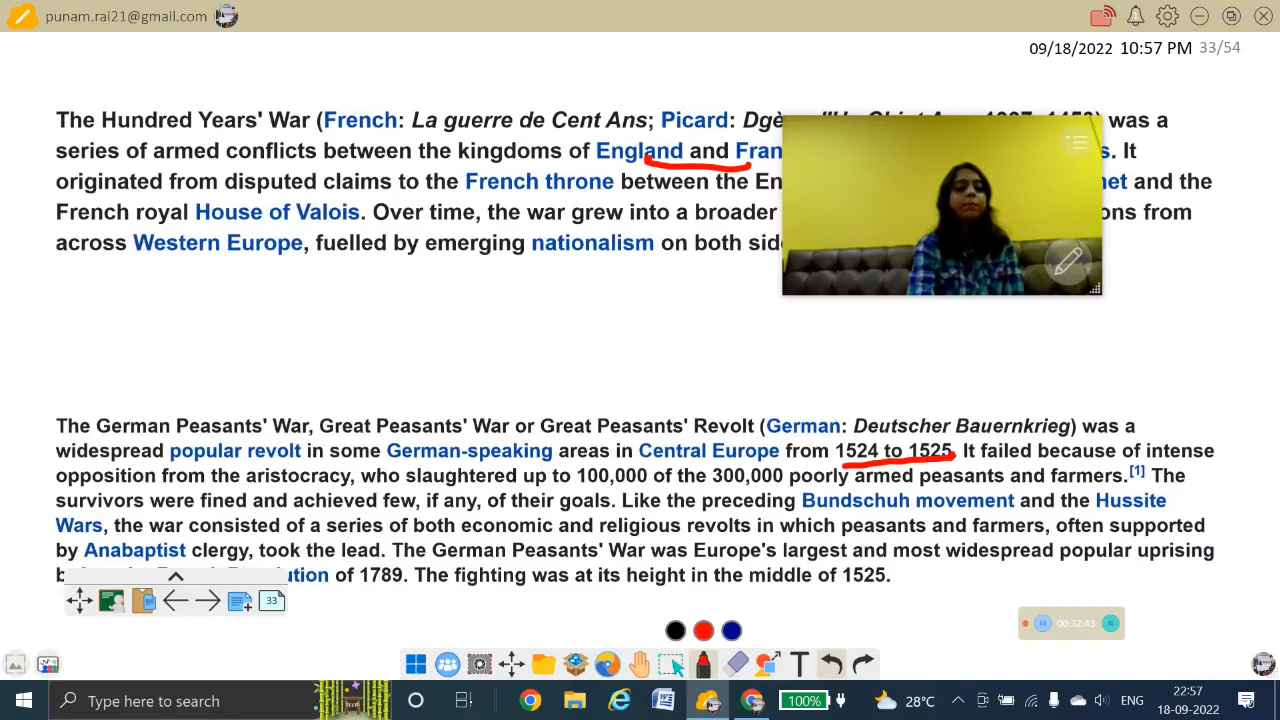 punam.rai21@gmail.com
09/18/2022 10:57 PM 33/54
The Hundred Years' War (French: La guerre de Cent Ans; Picard: was a
series of armed conflicts between the kingdoms of England and It
originated from disputed claims to the French throne between the and the
French royal House of Valois. Over time, the war grew into a broader from
across Western Europe, fuelled by emerging nationalism on both
The German Peasants' War, Great Peasants' War or Great Peasants' Revolt (German: Deutscher Bauernkrieg) was a
widespread popular revolt in some German-speaking areas in Central Europe from 1524 to 1525. It failed because of intense
opposition from the aristocracy, who slaughtered up to 100,000 of the 300,000 poorly armed peasants and farmers.[1] The
survivors were fined and achieved few, if any, of their goals. Like the preceding Bundschuh movement and the Hussite
Wars, the war consisted of a series of both economic and religious revolts in which peasants and farmers, often supported
by Anabaptist clergy, took the lead. The German Peasants' War was Europe's largest and most widespread popular uprising
of 1789. The fighting was at its height in the middle of 1525.
33
00:32:43
Type here to search
100%
28°C
ENG
22:57
18-09-2022